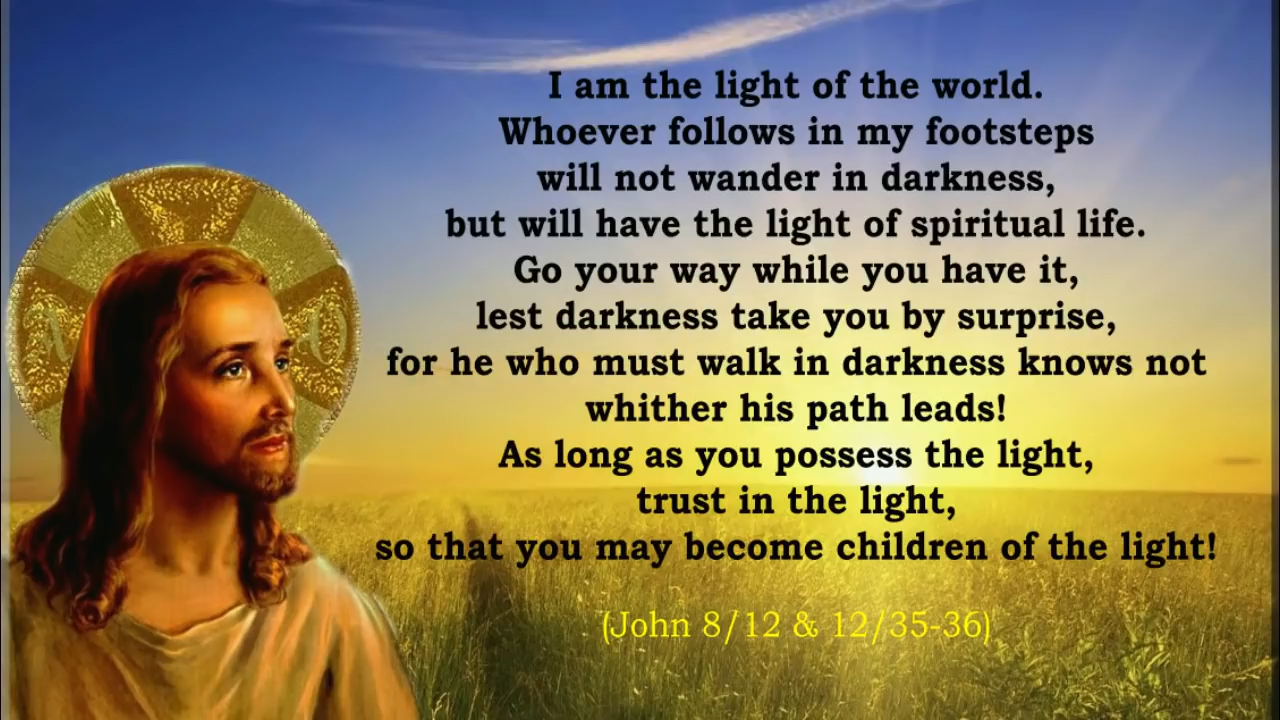 I am the light of the world.
Whoever follows in my footsteps
will not wander in darkness,
but will have the light of spiritual life.
Go your way while you have it,
lest darkness take you by surprise,
for he who must walk in darkness knows not
whither his path leads!
As long as you possess the light,
trust in the light,
so that you may become children of the light!
(John 8/12 & 12/35-36)